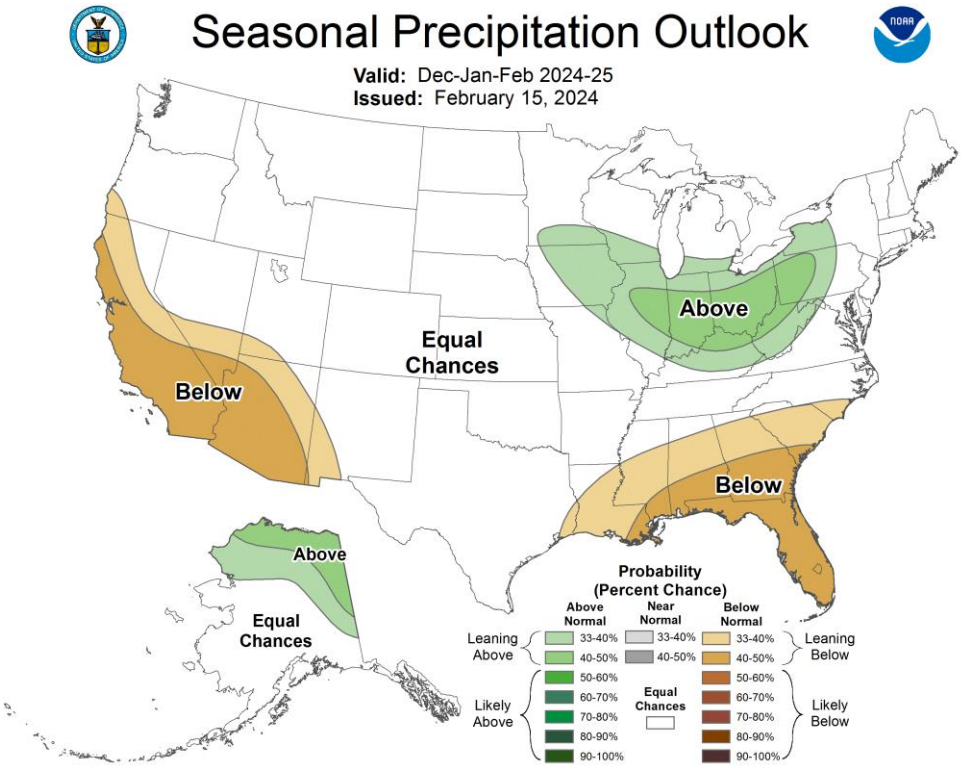 Seasonal Precipitation Outlook
NOAA
Valid: Dec-Jan-Feb 2024-25
Issued: February 15, 2024
Above
Equal
Chances
Below
Below
Above
Equal
Chances
Probability
(Percent Chance)
Above
Normal
Near
Normal
Below
Normal
Leaning
Above
33-40%
40-50%
33-40%
40-50%
33-40%
40-50%
Leaning
Below
Likely
Above
50-60%
60-70%
70-80%
80-90%
90-100%
Equal
Chances
50-60%
60-70%
70-80%
80-90%
90-100%
Likely
Below